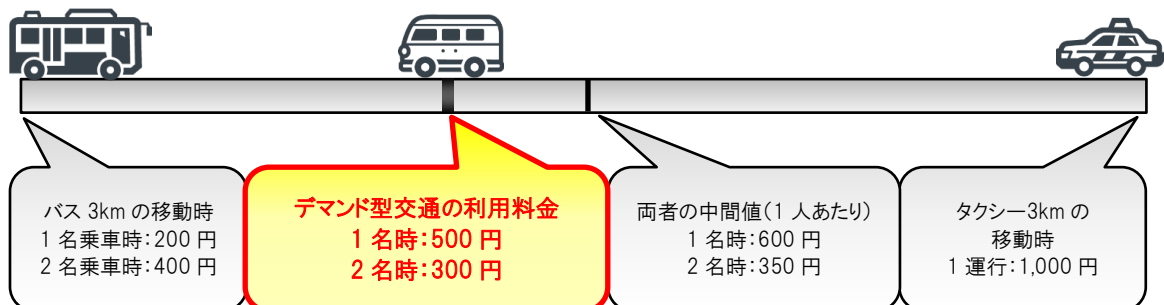 バス 3km の移動時
1 名乗車時：200 円
2 名乗車時：400 円
デマンド型交通の利用料金
1 名時：500 円
2 名時：300 円
両者の中間値（1 人あたり）
1 名時：600 円
2 名時：350 円
タクシー3km の
移動時
1 運行：1,000 円